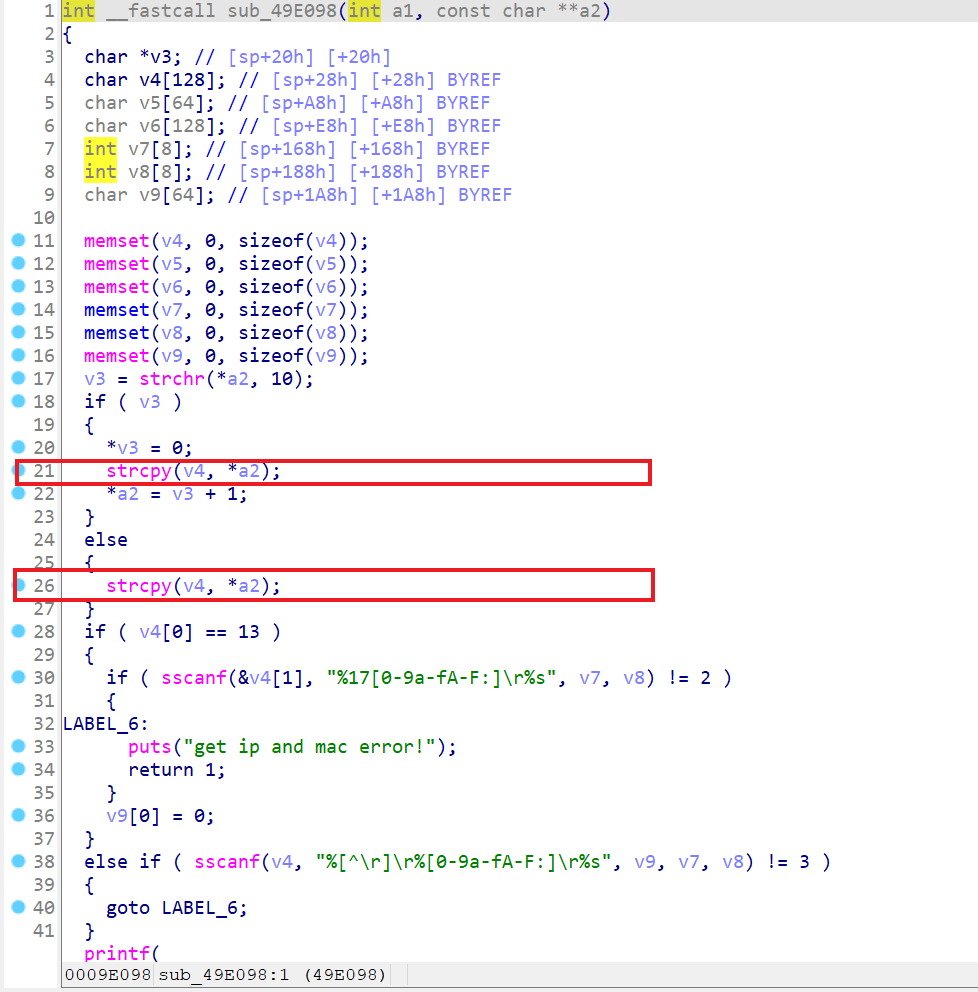 1 int __fastcall sub_49E098(int a1, const char **a2)
2 {
3 char *v3; // [sp+20h] [+20h]
4 char v4[128]; // [sp+28h] [+28h] BYREF
5 char v5[64]; // [sp+A8h] [+A8h] BYREF
6 char v6[128]; // [sp+E8h] [+E8h] BYREF
7 int v7[8]; // [sp+168h] [+168h] BYREF
8 int v8[8]; // [sp+188h] [+188h] BYREF
9 char v9[64]; // [sp+1A8h] [+1A8h] BYREF
10
11 memset(v4, 0, sizeof(v4));
12 memset(v5, 0, sizeof(v5));
13 memset(v6, 0, sizeof(v6));
14 memset(v7, 0, sizeof(v7));
15 memset(v8, 0, sizeof(v8));
16 memset(v9, 0, sizeof(v9));
17 v3 = strchr(*a2, 10);
18 if ( v3 )
19 {
20 *v3 = 0;
21 strcpy(v4, *a2);
22 *a2 = v3 + 1;
23 }
24 else
25 {
26 strcpy(v4, *a2);
27 }
28 if ( v4[0] == 13 )
29 {
30 if ( sscanf(&v4[1], "%17[0-9a-fA-F:]\r%s", v7, v8) != 2 )
31 {
32 LABEL_6:
33 puts("get ip and mac error!");
34 return 1;
35 }
36 v9[0] = 0;
37 }
38 else if ( sscanf(v4, "%[^\r]\r%[0-9a-fA-F:]\r%s", v9, v7, v8) != 3 )
39 {
40 goto LABEL_6;
41 }
printf(
0009E098 sub_49E098:1 (49E098)